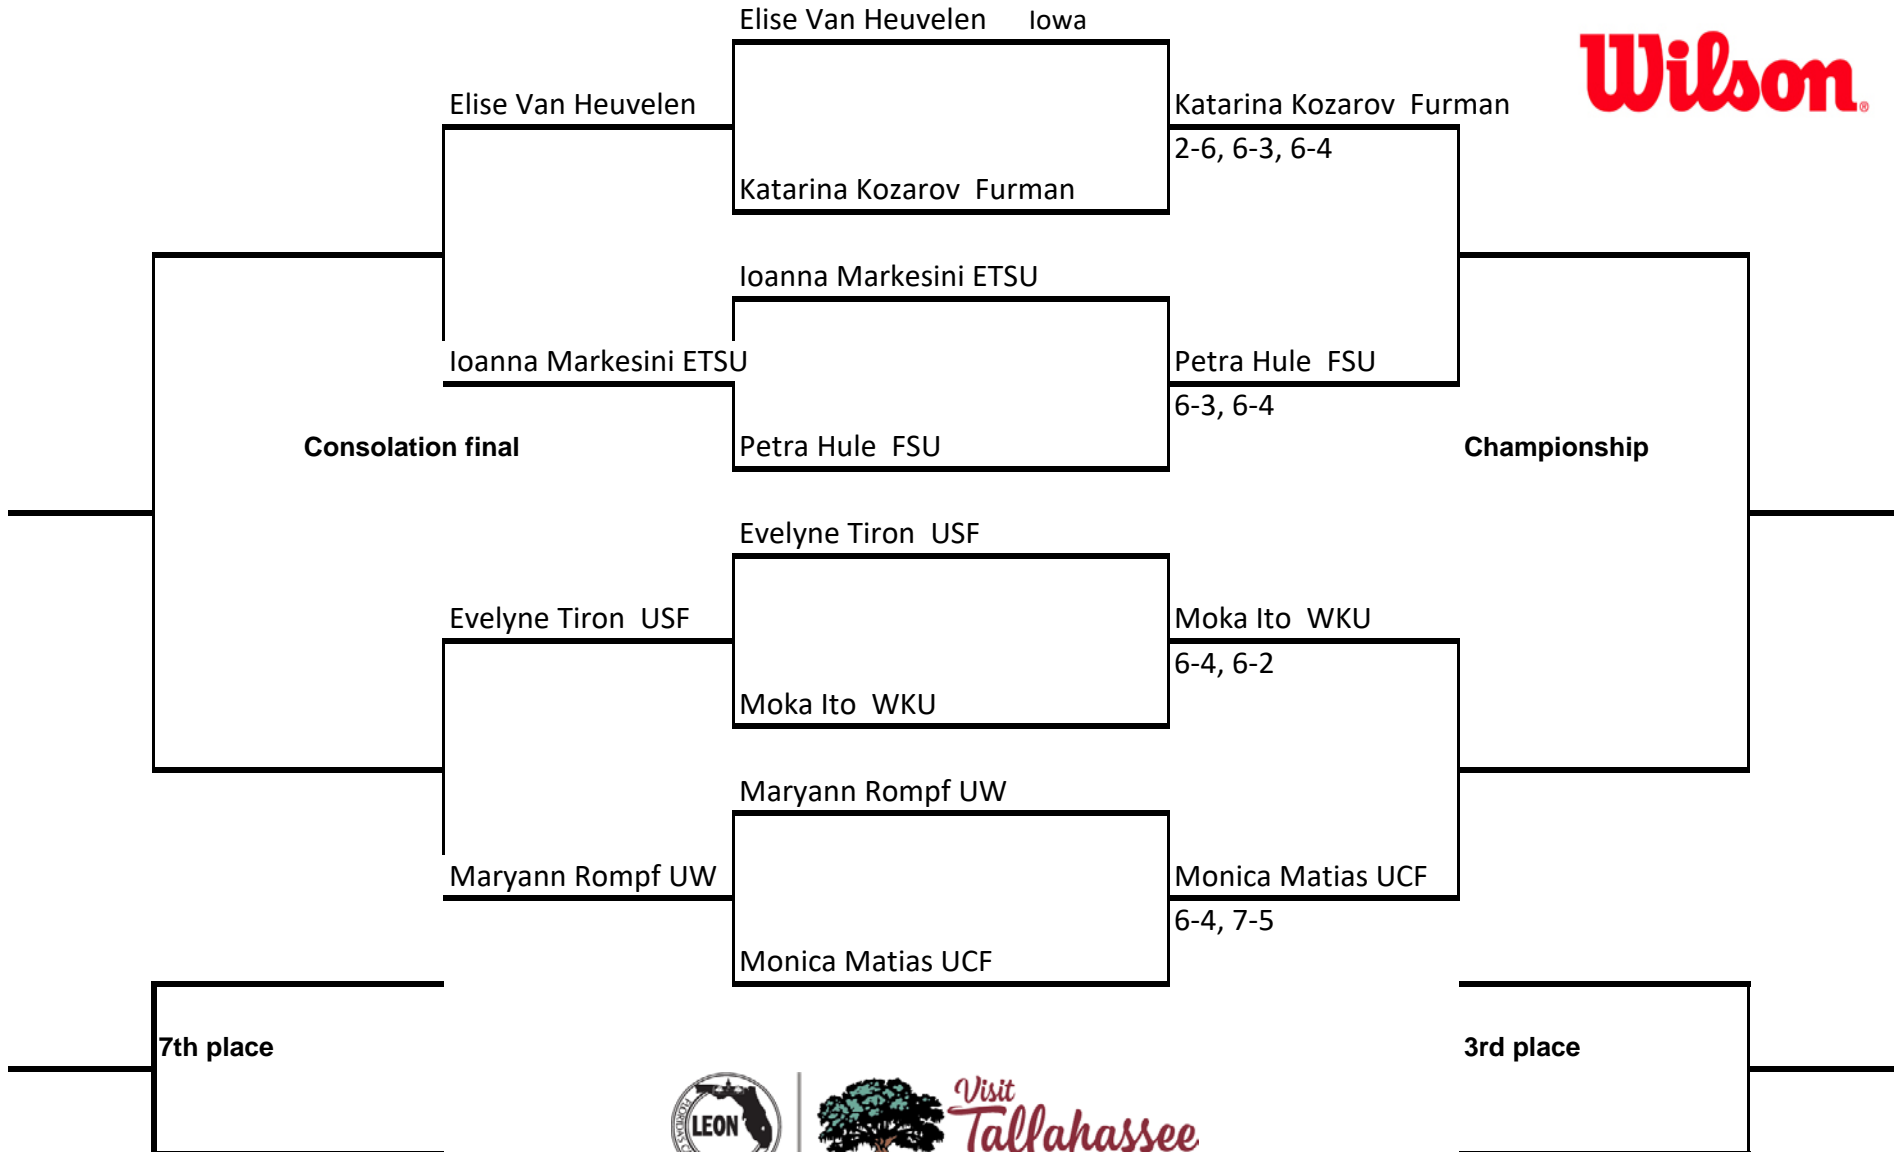 Elise Van Heuvelen Iowa
Wilson®
Elise Van Heuvelen
Katarina Kozarov Furman
2-6, 6-3, 6-4
Katarina Kozarov Furman
Ioanna Markesini ETSU
Ioanna Markesini ETSU
Petra Hule FSU
6-3, 6-4
Consolation final
Petra Hule FSU
Championship
Evelyne Tiron USF
Evelyne Tiron USF
Moka Ito WKU
6-4, 6-2
Moka Ito WKU
Maryann Rompf UW
Maryann Rompf UW
Monica Matias UCF
6-4, 7-5
Monica Matias UCF
7th place
3rd place
LEON
Visit
Tallahassee